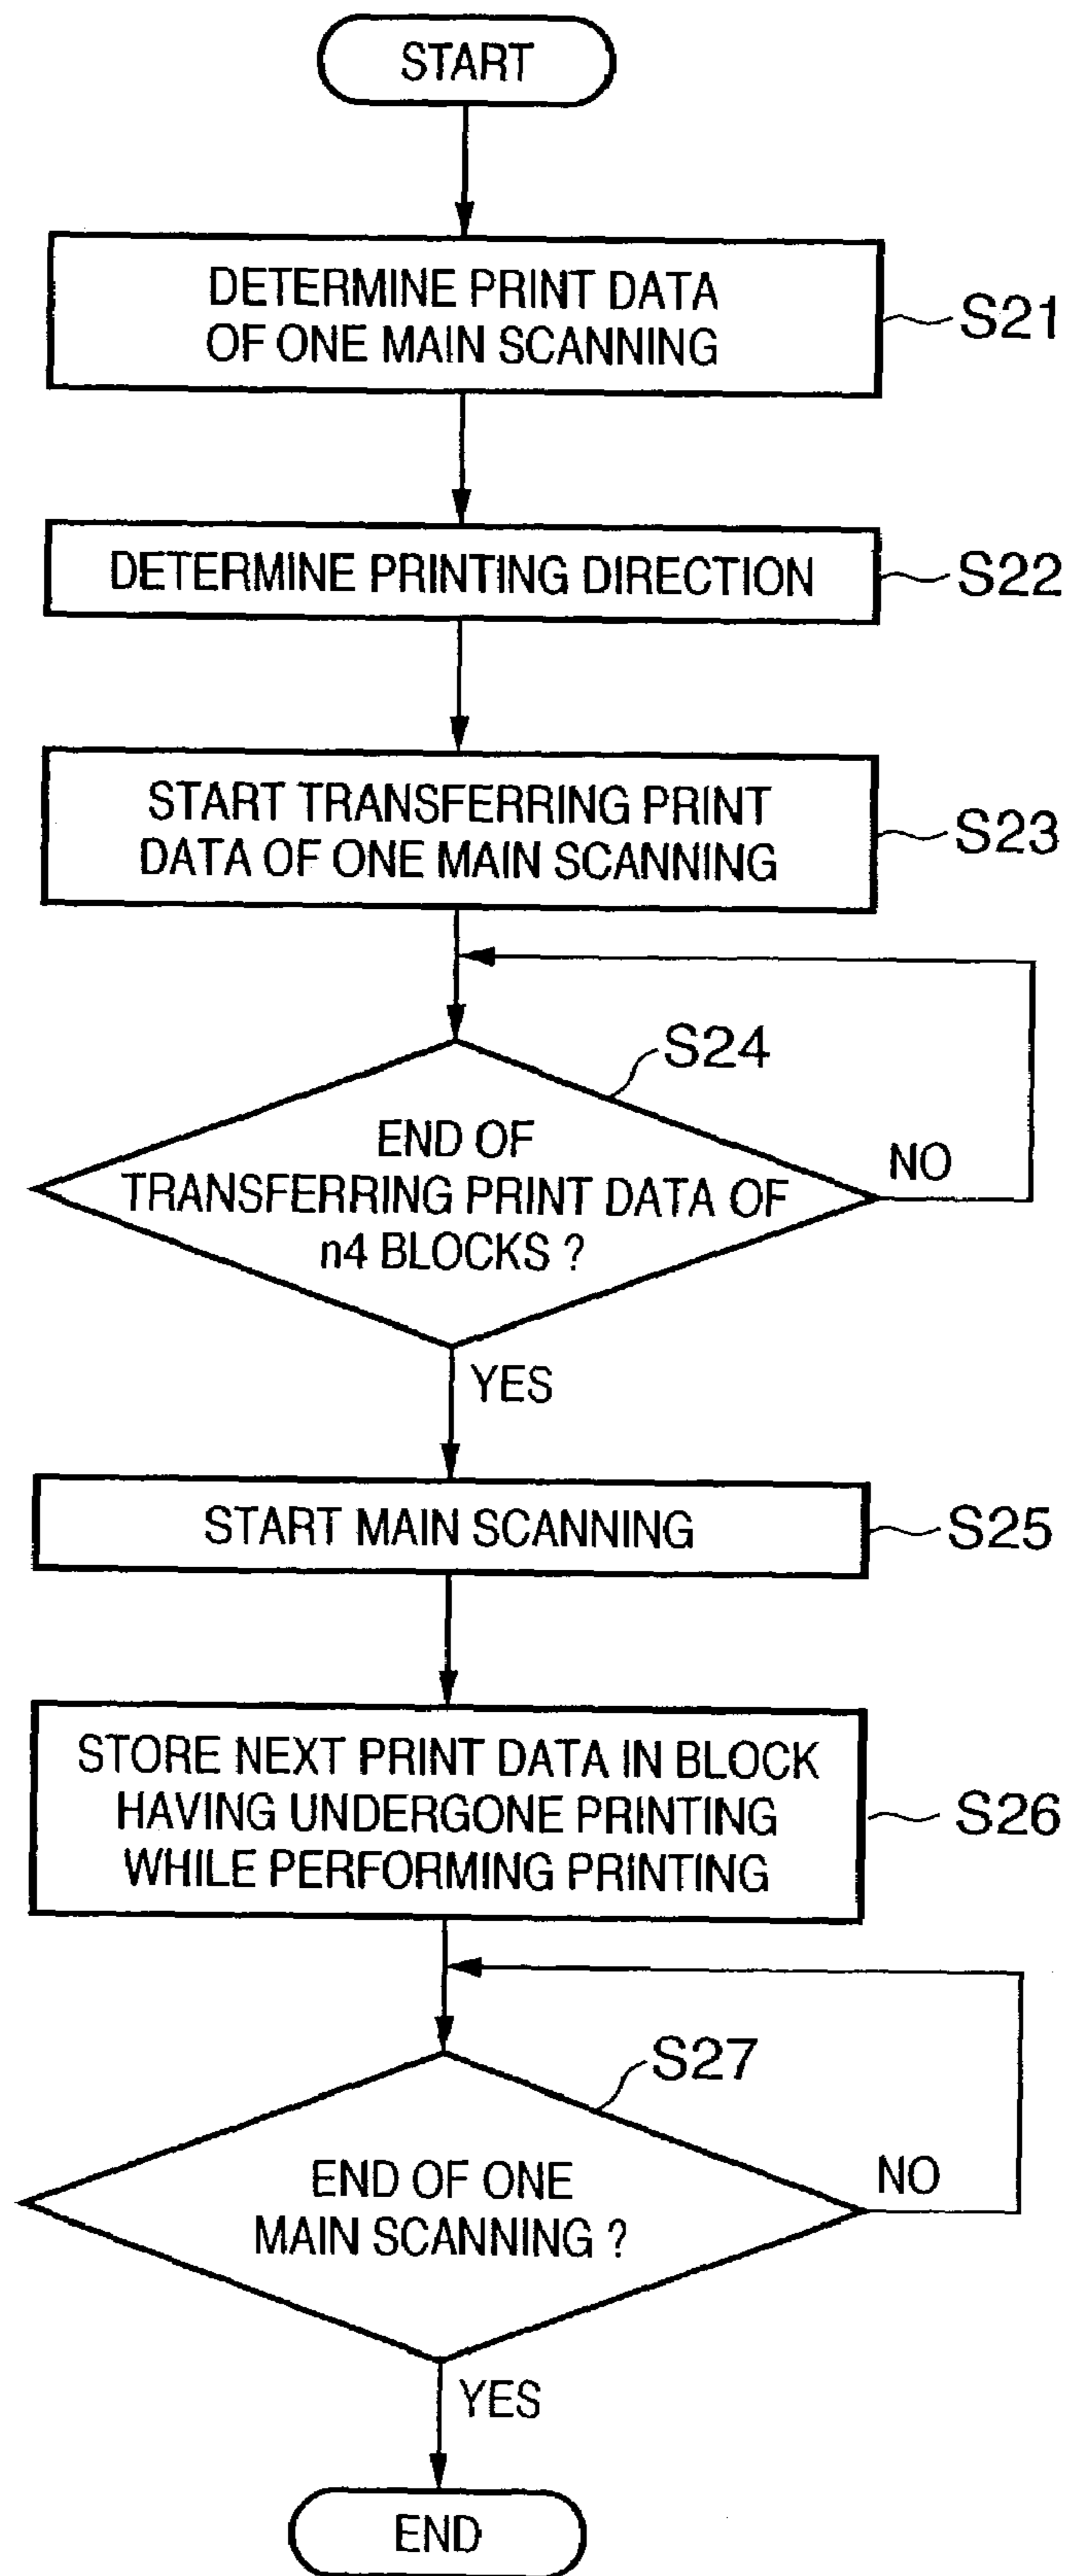 START
DETERMINE PRINT DATA
OF ONE MAIN SCANNING
S21
DETERMINE PRINTING DIRECTION
S22
START TRANSFERRING PRINT
DATA OF ONE MAIN SCANNING
S23
S24
END OF
TRANSFERRING PRINT DATA OF
n4 BLOCKS ?
NO
YES
START MAIN SCANNING
S25
STORE NEXT PRINT DATA IN BLOCK
HAVING UNDERGONE PRINTING
WHILE PERFORMING PRINTING
S26
S27
END OF ONE
MAIN SCANNING ?
NO
YES
END